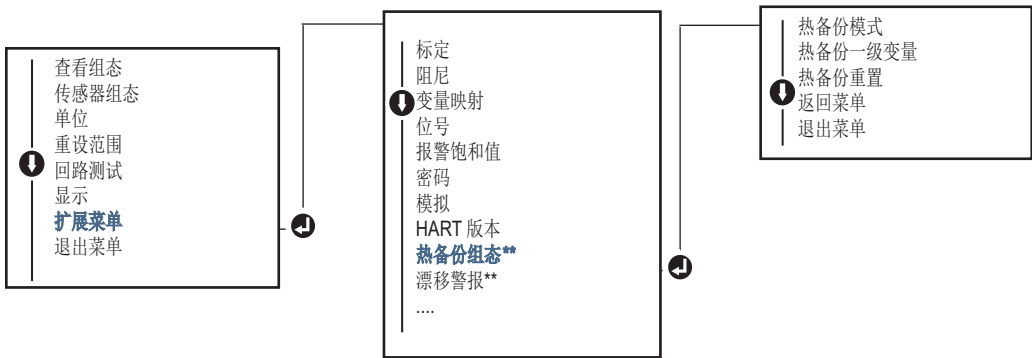 查看组态
传感器组态
单位
重设范围
回路测试
显示
扩展菜单
退出菜单
标定
阻尼
变量映射
位号
报警饱和值
密码
模拟
HART 版本
热备份组态**
漂移警报**
....
热备份模式
热备份一级变量
热备份重置
返回菜单
退出菜单